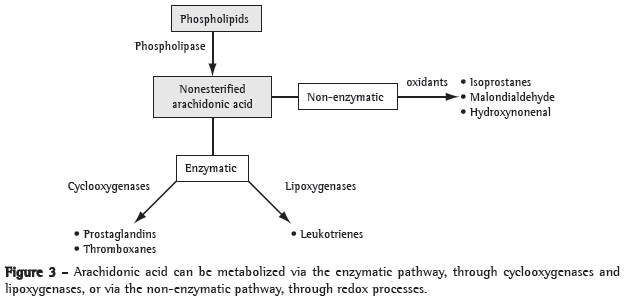 Phospholipids
Phospholipase
Nonesterified
arachidonic acid
Non-enzymatic
oxidants
• Isoprostanes
• Malondialdehyde
• Hydroxynonenal
Enzymatic
Cyclooxygenases
Lipoxygenases
• Prostaglandins
• Thromboxanes
• Leukotrienes
Figure 3 – Arachidonic acid can be metabolized via the enzymatic pathway, through cyclooxygenases and
lipoxygenases, or via the non-enzymatic pathway, through redox processes.